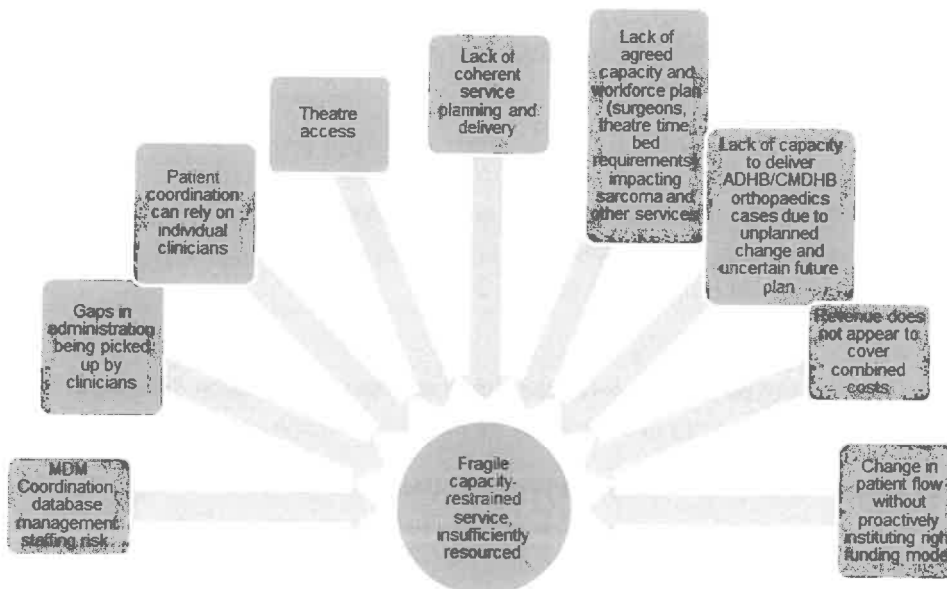 Lack of
coherent
service
planning and
delivery
Lack of
agreed
capacity and
workforce plan
(surgeons,
theatre time,
bed
requirements)
impacting
sarcoma and
other services
Theatre
access
Lack of capacity
to deliver
ADHB/CMDHB
orthopaedics
cases due to
unplanned
change and
uncertain future
plan
Patient
coordination
can rely on
individual
clinicians
Gaps in
administration
being picked
up by
clinicians
Revenue does
not appear to
cover
combined
costs
MDM
Coordination,
database
management
staffing risk
Fragile
capacity-
restrained
service,
insufficiently
resourced
Change in
patient flow
without
proactively
instituting right
funding model